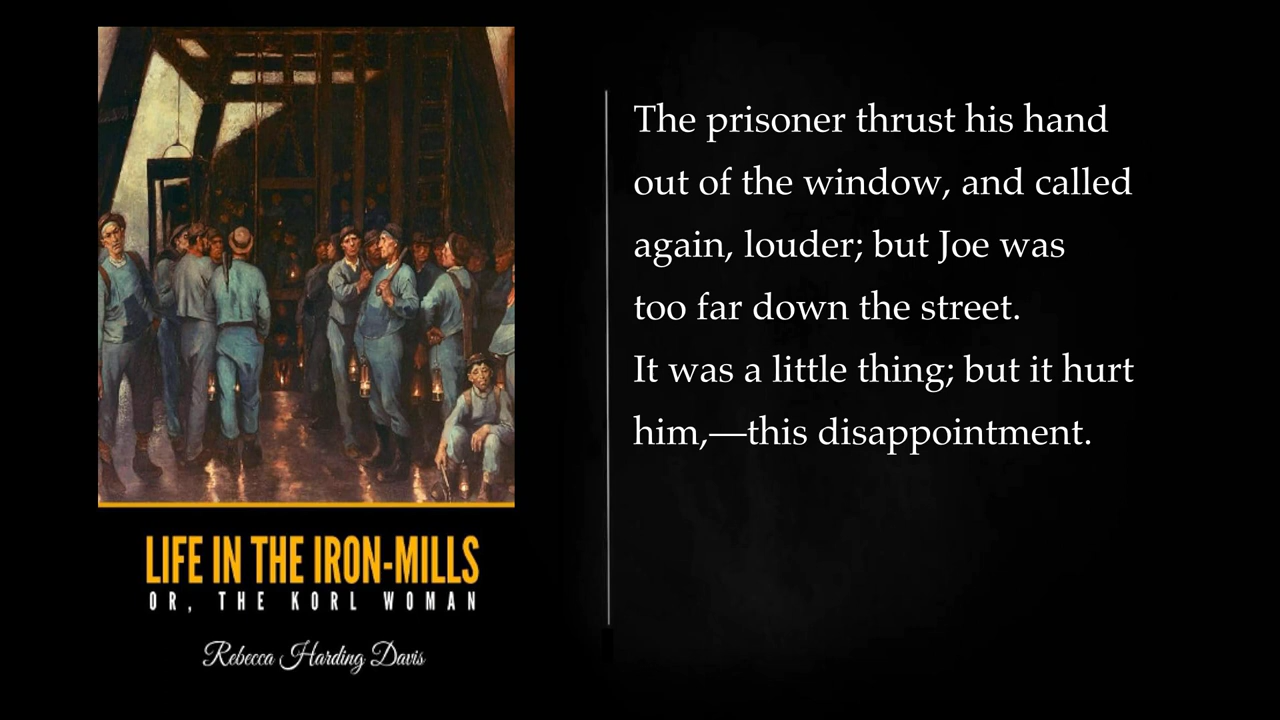 LIFE IN THE IRON-MILLS
OR, THE KORL WOMAN
Rebecca Harding Davis
The prisoner thrust his hand
out of the window, and called
again, louder; but Joe was
too far down the street.
It was a little thing; but it hurt
him,—this disappointment.